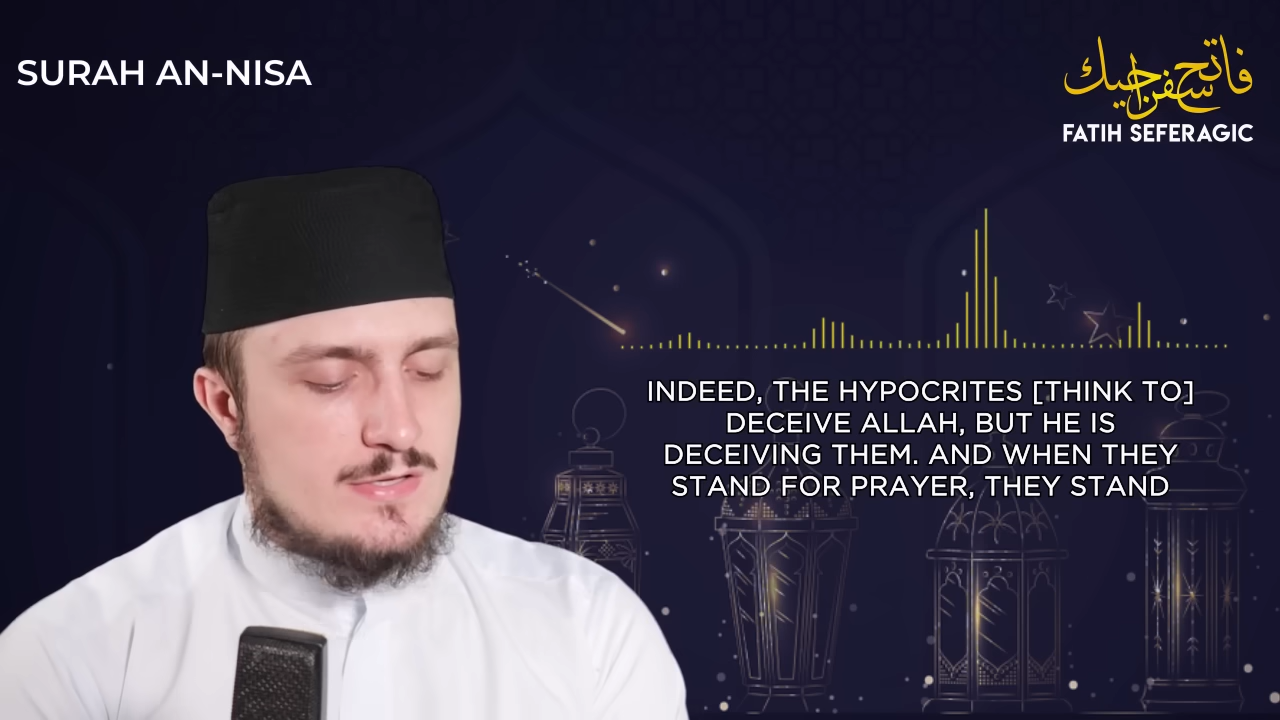 SURAH AN-NISA
فاتح سفراجيك
FATIH SEFERAGIC
INDEED, THE HYPOCRITES [THINK TO]
DECEIVE ALLAH, BUT HE IS
DECEIVING THEM. AND WHEN THEY
STAND FOR PRAYER, THEY STAND